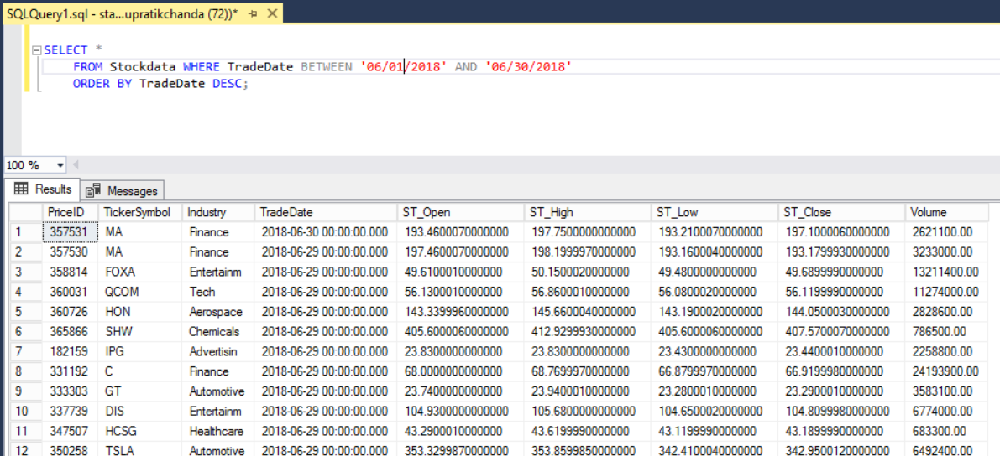 SQLQuery1.sql - sta...upratikchanda (72))*
SELECT *
FROM Stockdata WHERE TradeDate BETWEEN '06/01/2018' AND '06/30/2018'
ORDER BY TradeDate DESC;
100 %
Results Messages
PriceID TickerSymbol Industry TradeDate ST_Open ST_High ST_Low ST_Close Volume
1 357531 MA Finance 2018-06-30 00:00:00.000 193.4600070000000 197.7500000000000 193.2100070000000 197.1000060000000 2621100.00
2 357530 MA Finance 2018-06-29 00:00:00.000 197.4600070000000 198.1999970000000 193.1600040000000 193.1799930000000 3233000.00
3 358814 FOXA Entertainm 2018-06-29 00:00:00.000 49.6100010000000 50.1500020000000 49.4800000000000 49.6899990000000 13211400.00
4 360031 QCOM Tech 2018-06-29 00:00:00.000 56.1300010000000 56.8600010000000 56.0800020000000 56.1199990000000 11274000.00
5 360726 HON Aerospace 2018-06-29 00:00:00.000 143.3399960000000 145.6600040000000 143.1900020000000 144.0500030000000 2828600.00
6 365866 SHW Chemicals 2018-06-29 00:00:00.000 405.6000060000000 412.9299930000000 405.6000060000000 407.5700070000000 786500.00
7 182159 IPG Advertisin 2018-06-29 00:00:00.000 23.8300000000000 23.8300000000000 23.4300000000000 23.4400010000000 2258800.00
8 331192 C Finance 2018-06-29 00:00:00.000 68.0000000000000 68.7699970000000 66.8799970000000 66.9199980000000 24193900.00
9 333303 GT Automotive 2018-06-29 00:00:00.000 23.7400000000000 23.9400010000000 23.2800010000000 23.2900010000000 3583100.00
10 337739 DIS Entertainm 2018-06-29 00:00:00.000 104.9300000000000 105.6800000000000 104.6500020000000 104.8099980000000 6774000.00
11 347507 HCSG Healthcare 2018-06-29 00:00:00.000 43.2900010000000 43.6199990000000 43.1199990000000 43.1899990000000 683300.00
12 350258 TSLA Automotive 2018-06-29 00:00:00.000 353.3299870000000 353.8599850000000 342.4100040000000 342.9500120000000 6492400.00